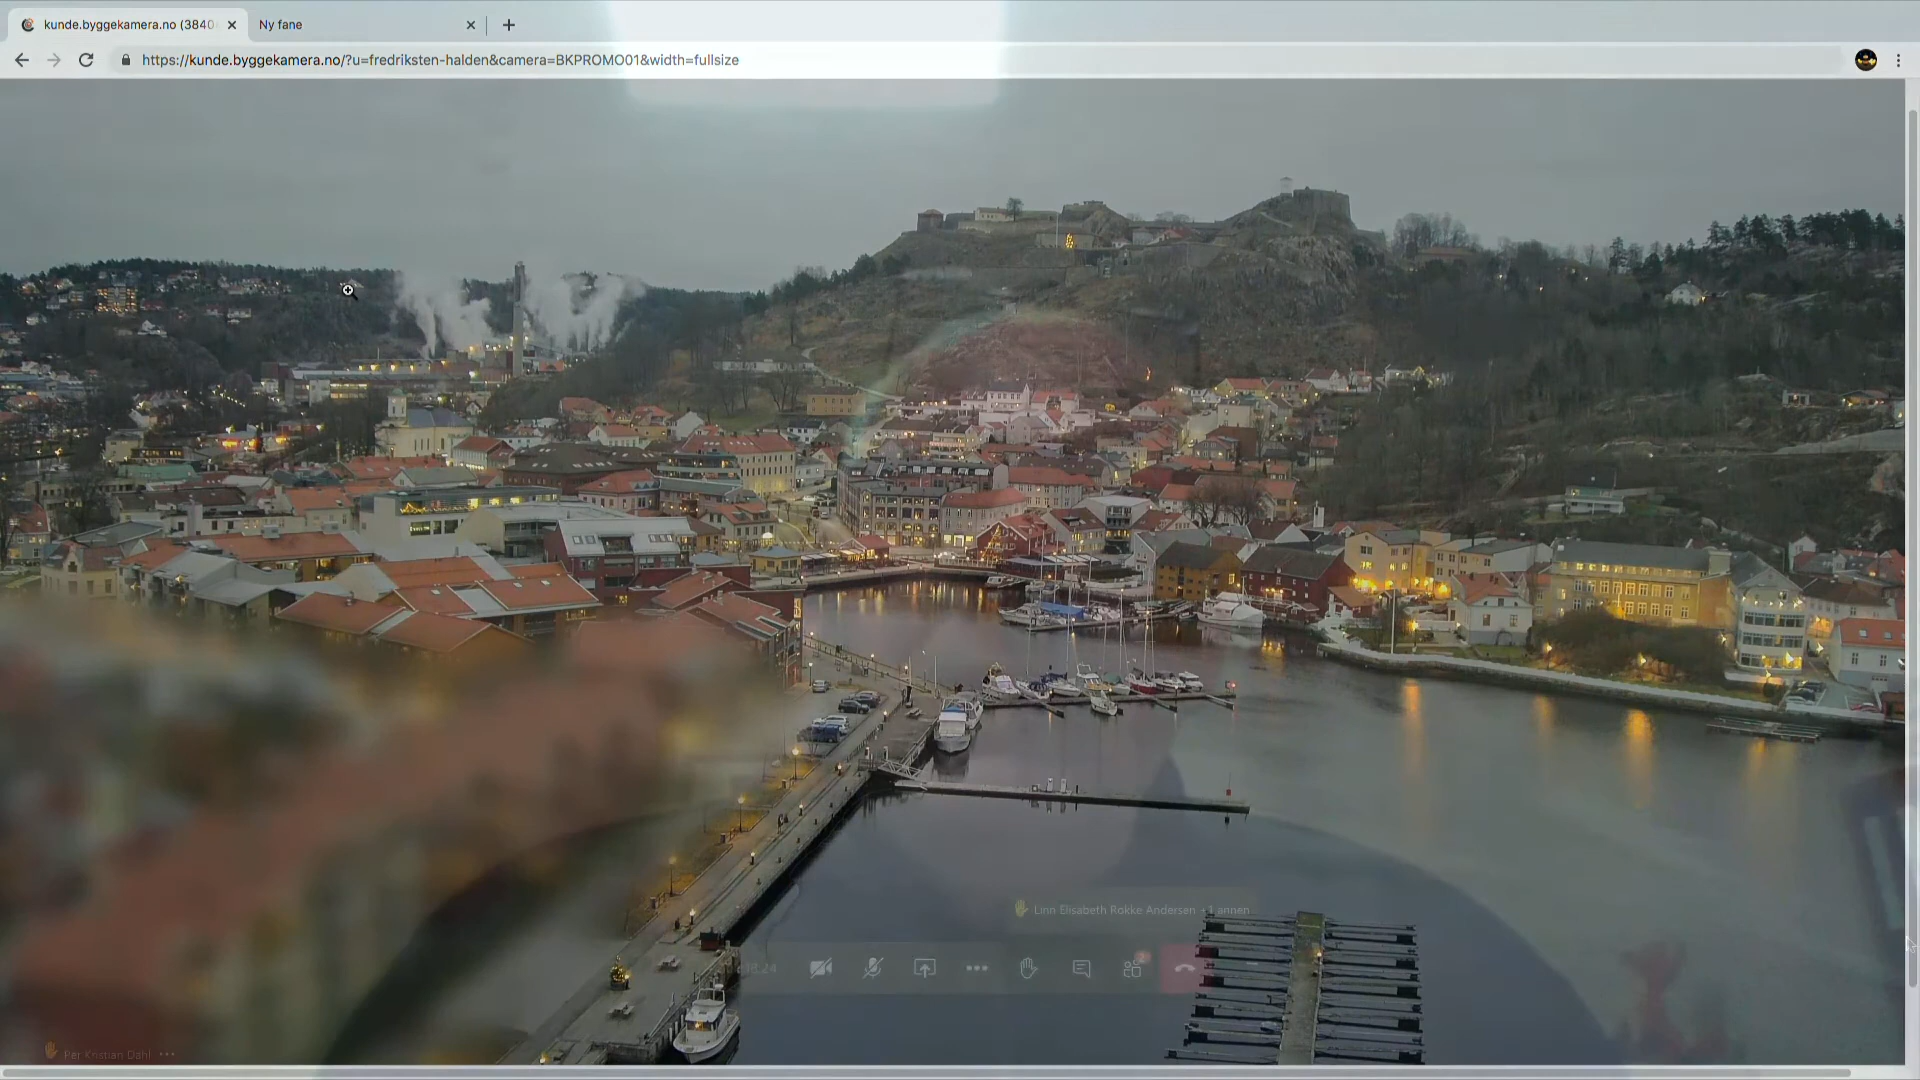 kunde.byggekamera.no (3840
Ny fane
https://kunde.byggekamera.no/?u=fredriksten-halden&camera=BKPROMO01&width=fullsize
Linn Elisabeth Rokke Andersen +1 annen
Per Kristian Dahl